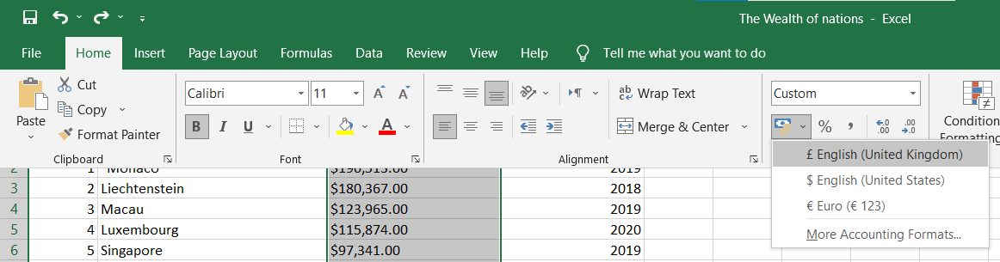 The Wealth of nations - Excel
File Home Insert Page Layout Formulas Data Review View Help Tell me what you want to do
Cut
Copy
Format Painter
Paste
Clipboard
Calibri 11
B I U A
Font
ab Wrap Text
Merge & Center
Alignment
Custom
% ,
Condition
Formatting
£ English (United Kingdom)
$ English (United States)
€ Euro (€ 123)
More Accounting Formats...
2 1 Monaco $190,513.00 2019
3 2 Liechtenstein $180,367.00 2018
4 3 Macau $123,965.00 2019
5 4 Luxembourg $115,874.00 2020
6 5 Singapore $97,341.00 2019